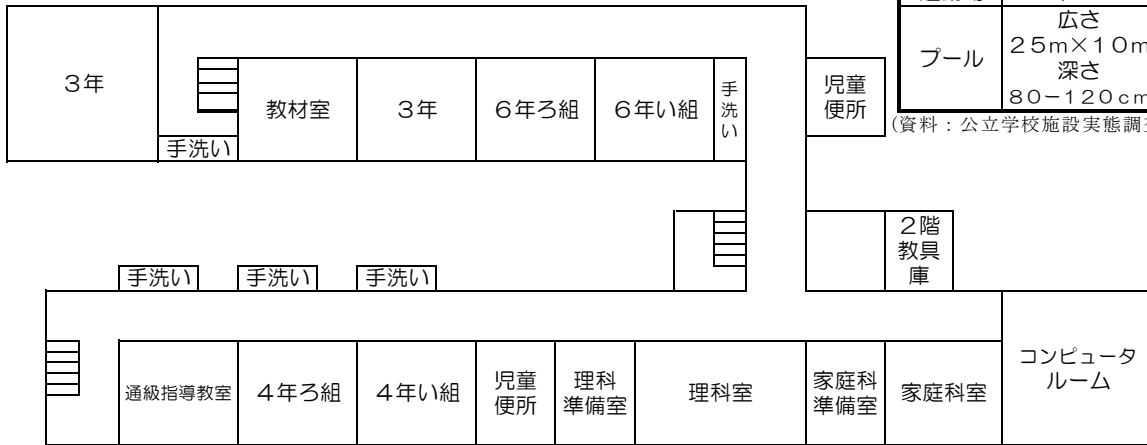 広さ
プール
25m×10m
深さ
80-120cm
(資料:公立学校施設実態調
3年
教材室
3年
6年ろ組
6年い組
手洗い
児童
便所
手洗い
2階
教具
庫
手洗い
手洗い
手洗い
通級指導教室
4年ろ組
4年い組
児童
便所
理科
準備室
理科室
家庭科
準備室
家庭科室
コンピュータ
ルーム